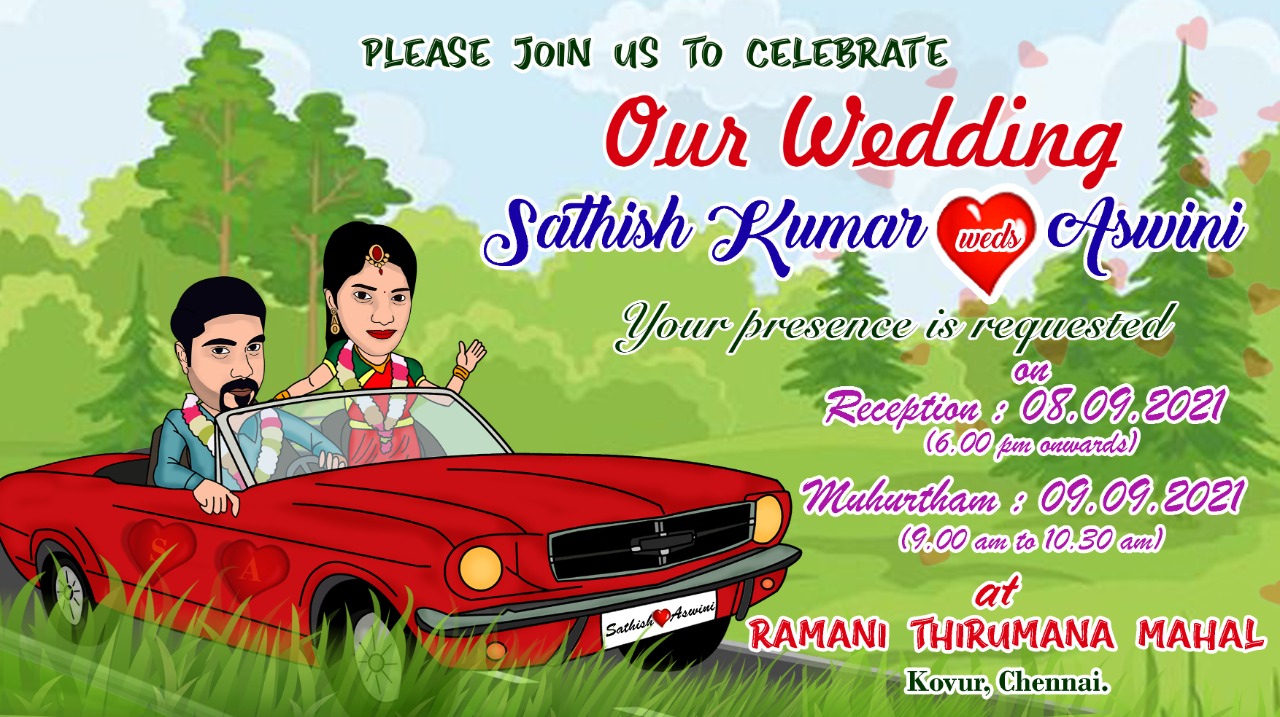 PLEASE JOIN US TO CELEBRATE
Our Wedding
Sathish Kumar weds Aswini
Your presence is requested
on
Reception : 08.09.2021
(6.00 pm onwards)
Muhurtham : 09.09.2021
(9.00 am to 10.30 am)
at
RAMANI THIRUMANA MAHAL
Kovur, Chennai.
S A
Sathish Aswini